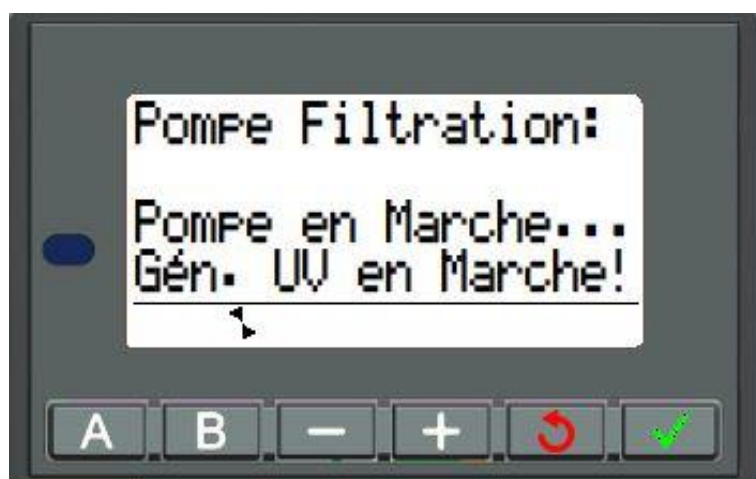 Pompe Filtration:
Pompe en Marche...
Gén. UV en Marche!
A B - +